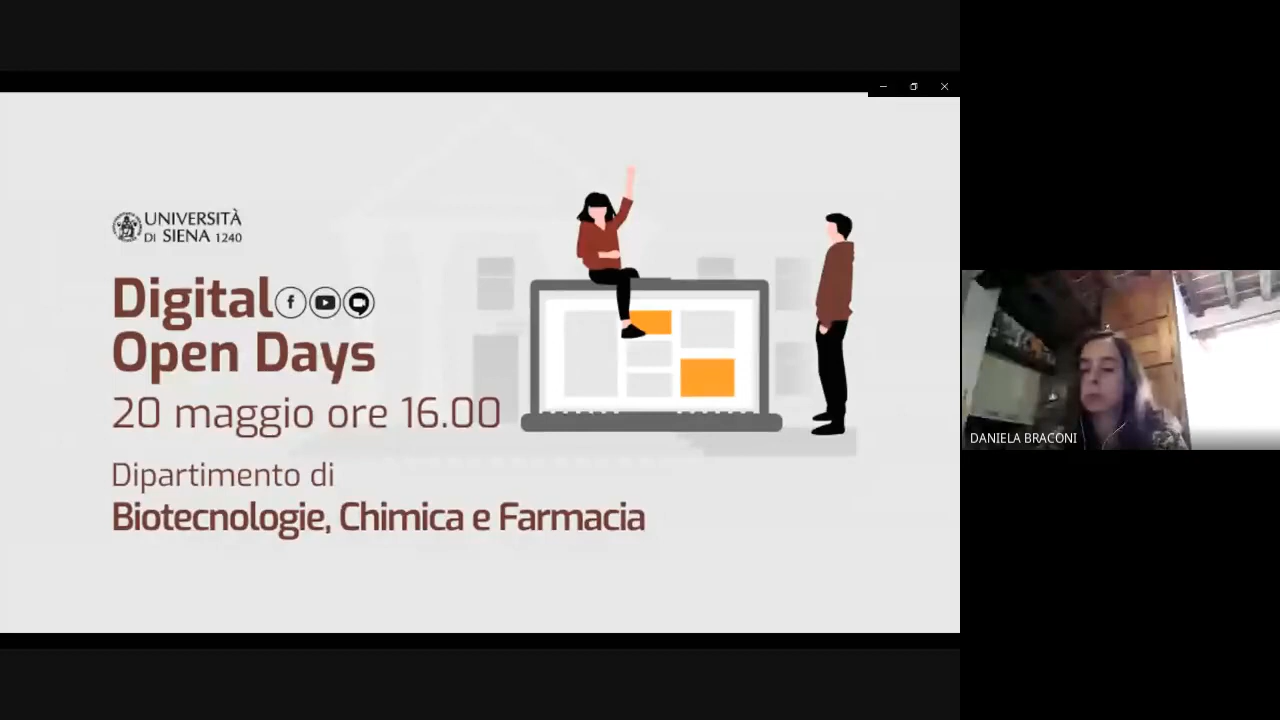 UNIVERSITÀ
DI SIENA 1240
Digital
Open Days
20 maggio ore 16.00
Dipartimento di
Biotecnologie, Chimica e Farmacia
DANIELA BRACONI